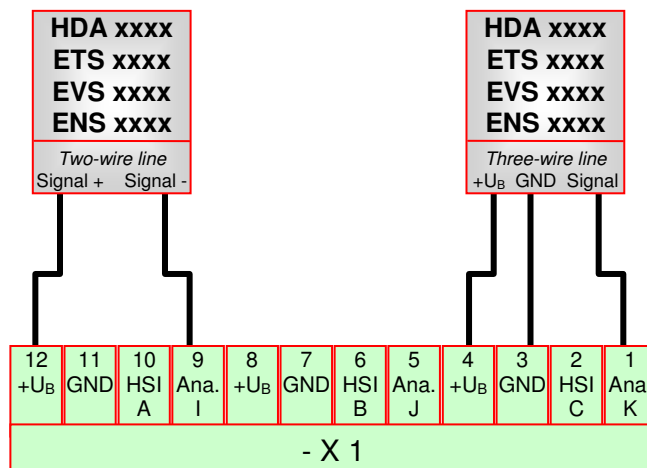 HDA xxxx
ETS xxxx
EVS xxxx
ENS xxxx
Two-wire line
Signal + Signal -
HDA xxxx
ETS xxxx
EVS xxxx
ENS xxxx
Three-wire line
+UB GND Signal
12 11 10 9 8 7 6 5 4 3 2 1
+UB GND HSI Ana. +UB GND HSI Ana. +UB GND HSI Ana
A I B J C K
- X 1